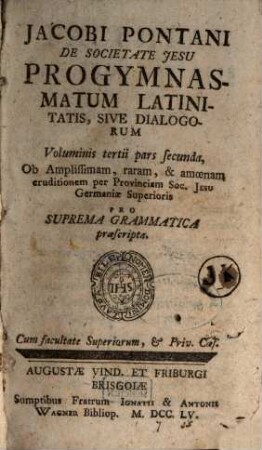 JACOBI PONTANI
DE SOCIETATE JESU
PROGYMNAS-
MATUM LATINI-
TATIS, SIVE DIALOGO-
RUM
Voluminis tertii pars secunda,
Ob Amplissimam, raram, & amœnam
eruditionem per Provinciam Soc. Jesu
Germaniæ Superioris
PRO
SUPREMA GRAMMATICA
præscripta.
IHS
Cum facultate Superiorum, & Priv. Cæs.
AUGUSTÆ VIND. ET FRIBURGI
BRISGOIÆ
Sumptibus Fratrum IGNATII & ANTONII
WAGNER Bibliop. M. DCC. LV.